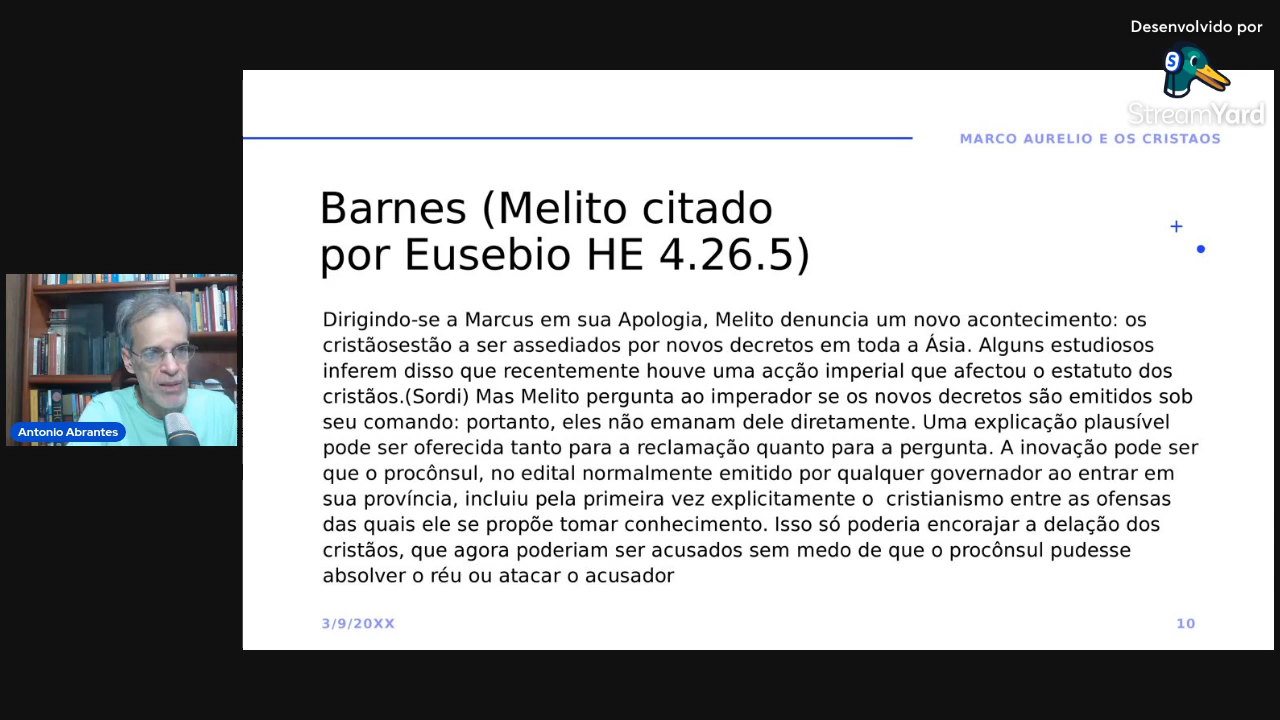 Desenvolvido por
StreamYard
MARCO AURELIO E OS CRISTAOS
Barnes (Melito citado
por Eusebio HE 4.26.5)
Dirigindo-se a Marcus em sua Apologia, Melito denuncia um novo acontecimento: os
cristãosestão a ser assediados por novos decretos em toda a Ásia. Alguns estudiosos
inferem disso que recentemente houve uma acção imperial que afectou o estatuto dos
cristãos.(Sordi) Mas Melito pergunta ao imperador se os novos decretos são emitidos sob
seu comando: portanto, eles não emanam dele diretamente. Uma explicação plausível
pode ser oferecida tanto para a reclamação quanto para a pergunta. A inovação pode ser
que o procônsul, no edital normalmente emitido por qualquer governador ao entrar em
sua província, incluiu pela primeira vez explicitamente o  cristianismo entre as ofensas
das quais ele se propõe tomar conhecimento. Isso só poderia encorajar a delação dos
cristãos, que agora poderiam ser acusados sem medo de que o procônsul pudesse
absolver o réu ou atacar o acusador
Antonio Abrantes
3/9/20XX
10